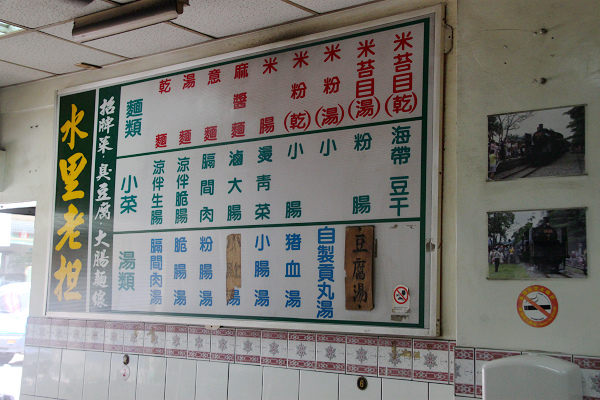 水里老担
招牌菜．臭豆腐．大腸麵線
麵類
乾麵
湯麵
意麵
麻醬麵
米腸
米粉(乾)
米粉(湯)
米苔目(湯)
米苔目(乾)
小菜
涼伴生腸
涼伴脆腸
膈間肉
滷大腸
燙青菜
小腸
小
粉腸
海帶 豆干
湯類
膈間肉湯
脆腸湯
粉腸湯
湯
小腸湯
豬血湯
自製貢丸湯
豆腐湯
6